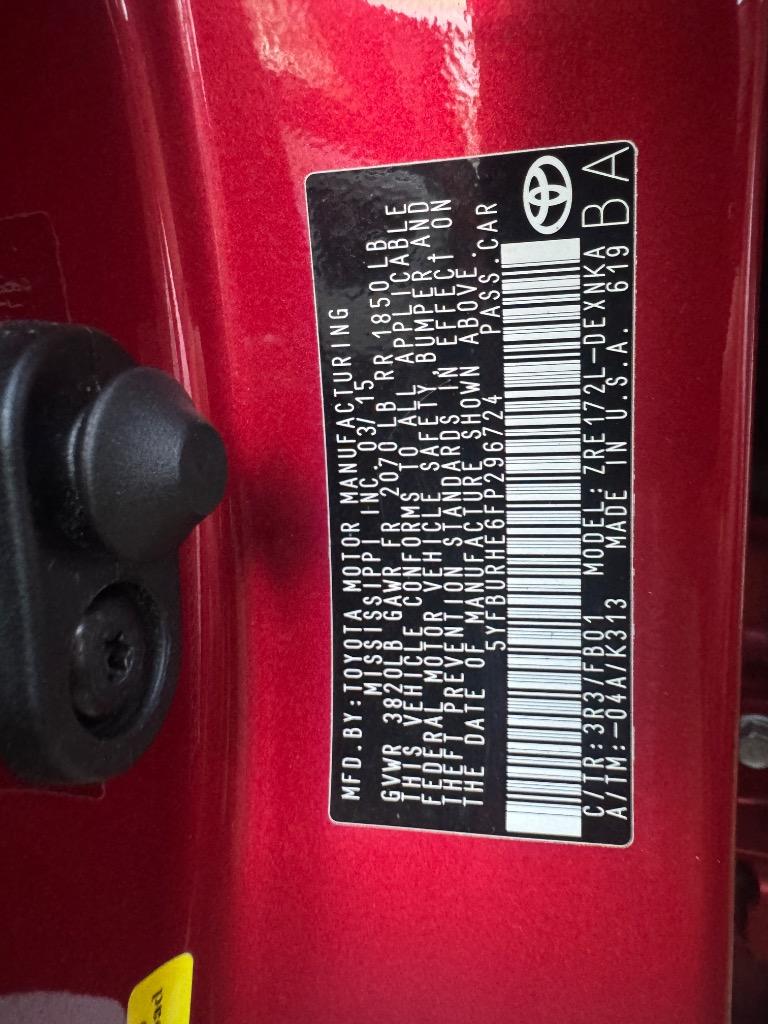 MFD.BY:TOYOTA MOTOR MANUFACTURING
MISSISSIPPI INC. 03/15
GVWR 3820LB GAWR FR 2070 LB RR 1850 LB
THIS VEHICLE CONFORMS TO ALL APPLICABLE
FEDERAL MOTOR VEHICLE SAFETY, BUMPER AND
THEFT PREVENTION STANDARDS IN EFFECT ON
THE DATE OF MANUFACTURE SHOWN ABOVE.
5YFBURHE6FP296724 PASS.CAR
C/TR:3R3/FB01 MODEL:ZRE172L-DEXNKA
A/TM:-04A/K313 MADE IN U.S.A. 619
BA